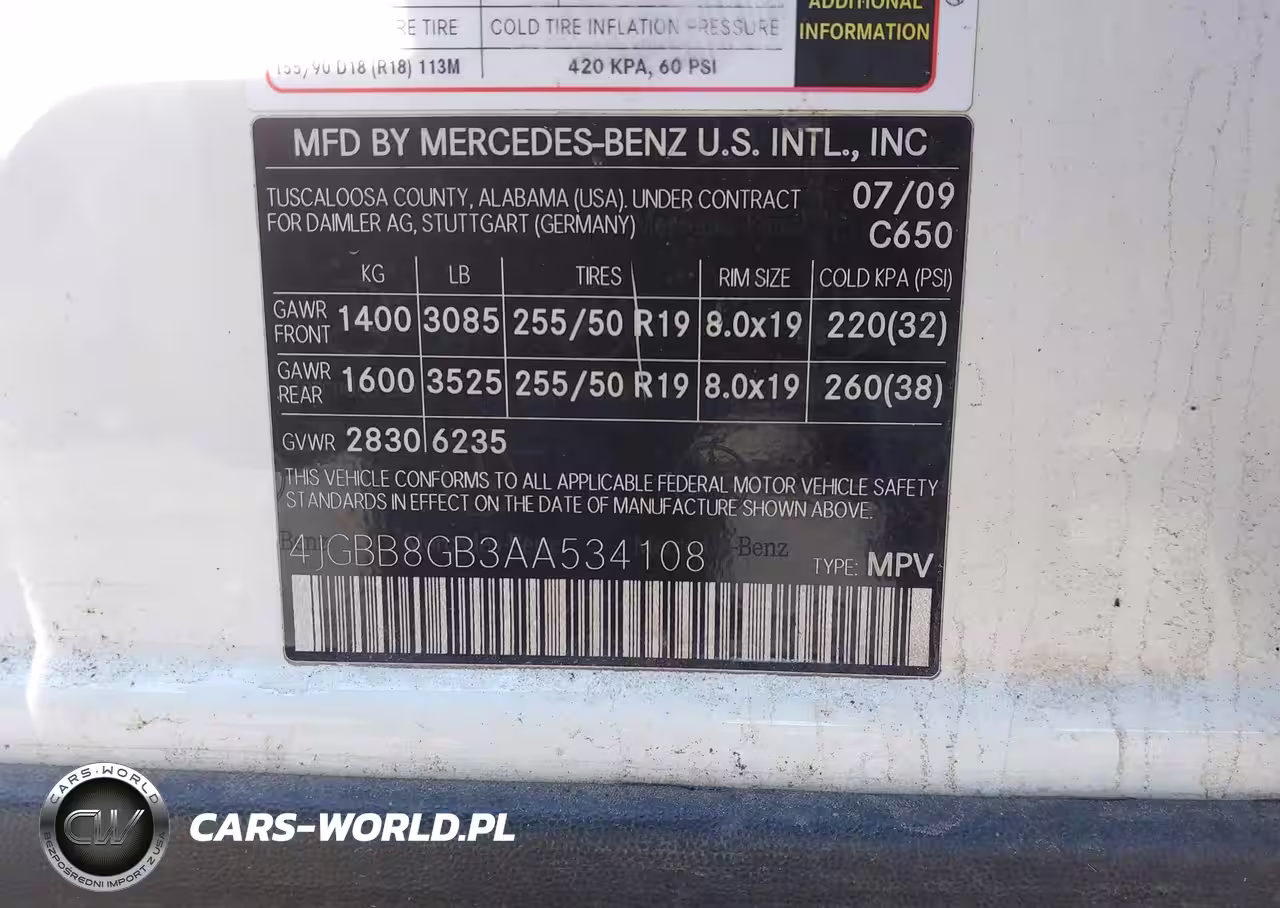 ADDITIONAL
INFORMATION
RE TIRE COLD TIRE INFLATION PRESSURE
155/90 D18 (R18) 113M 420 KPA, 60 PSI
MFD BY MERCEDES-BENZ U.S. INTL., INC
TUSCALOOSA COUNTY, ALABAMA (USA). UNDER CONTRACT 07/09
FOR DAIMLER AG, STUTTGART (GERMANY) C650
KG LB TIRES RIM SIZE COLD KPA (PSI)
GAWR FRONT 1400 3085 255/50 R19 8.0x19 220(32)
GAWR REAR 1600 3525 255/50 R19 8.0x19 260(38)
GVWR 2830 6235
THIS VEHICLE CONFORMS TO ALL APPLICABLE FEDERAL MOTOR VEHICLE SAFETY
STANDARDS IN EFFECT ON THE DATE OF MANUFACTURE SHOWN ABOVE.
4JGBB8GB3AA534108 -Benz TYPE: MPV
CARS-WORLD
CW
BEZPOŚREDNI IMPORT Z USA
CARS-WORLD.PL